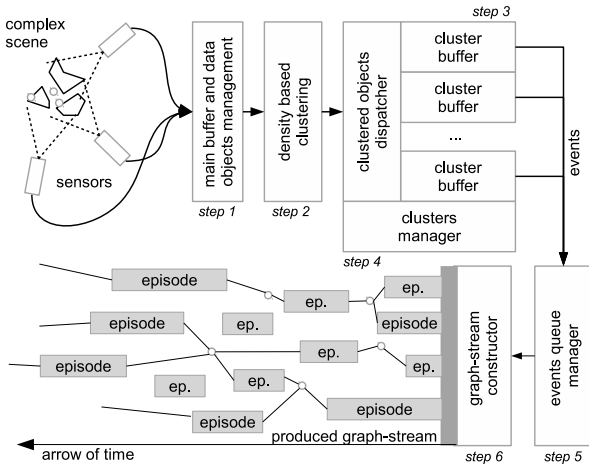 complex
scene
sensors
main buffer and data
objects management
step 1
density based
clustering
step 2
step 3
clustered objects
dispatcher
cluster
buffer
cluster
buffer
...
cluster
buffer
clusters
manager
step 4
events
events queue
manager
step 5
graph-stream
constructor
step 6
episode
ep.
ep.
episode
ep.
episode
episode
ep.
ep.
ep.
ep.
episode
episode
produced graph-stream
arrow of time